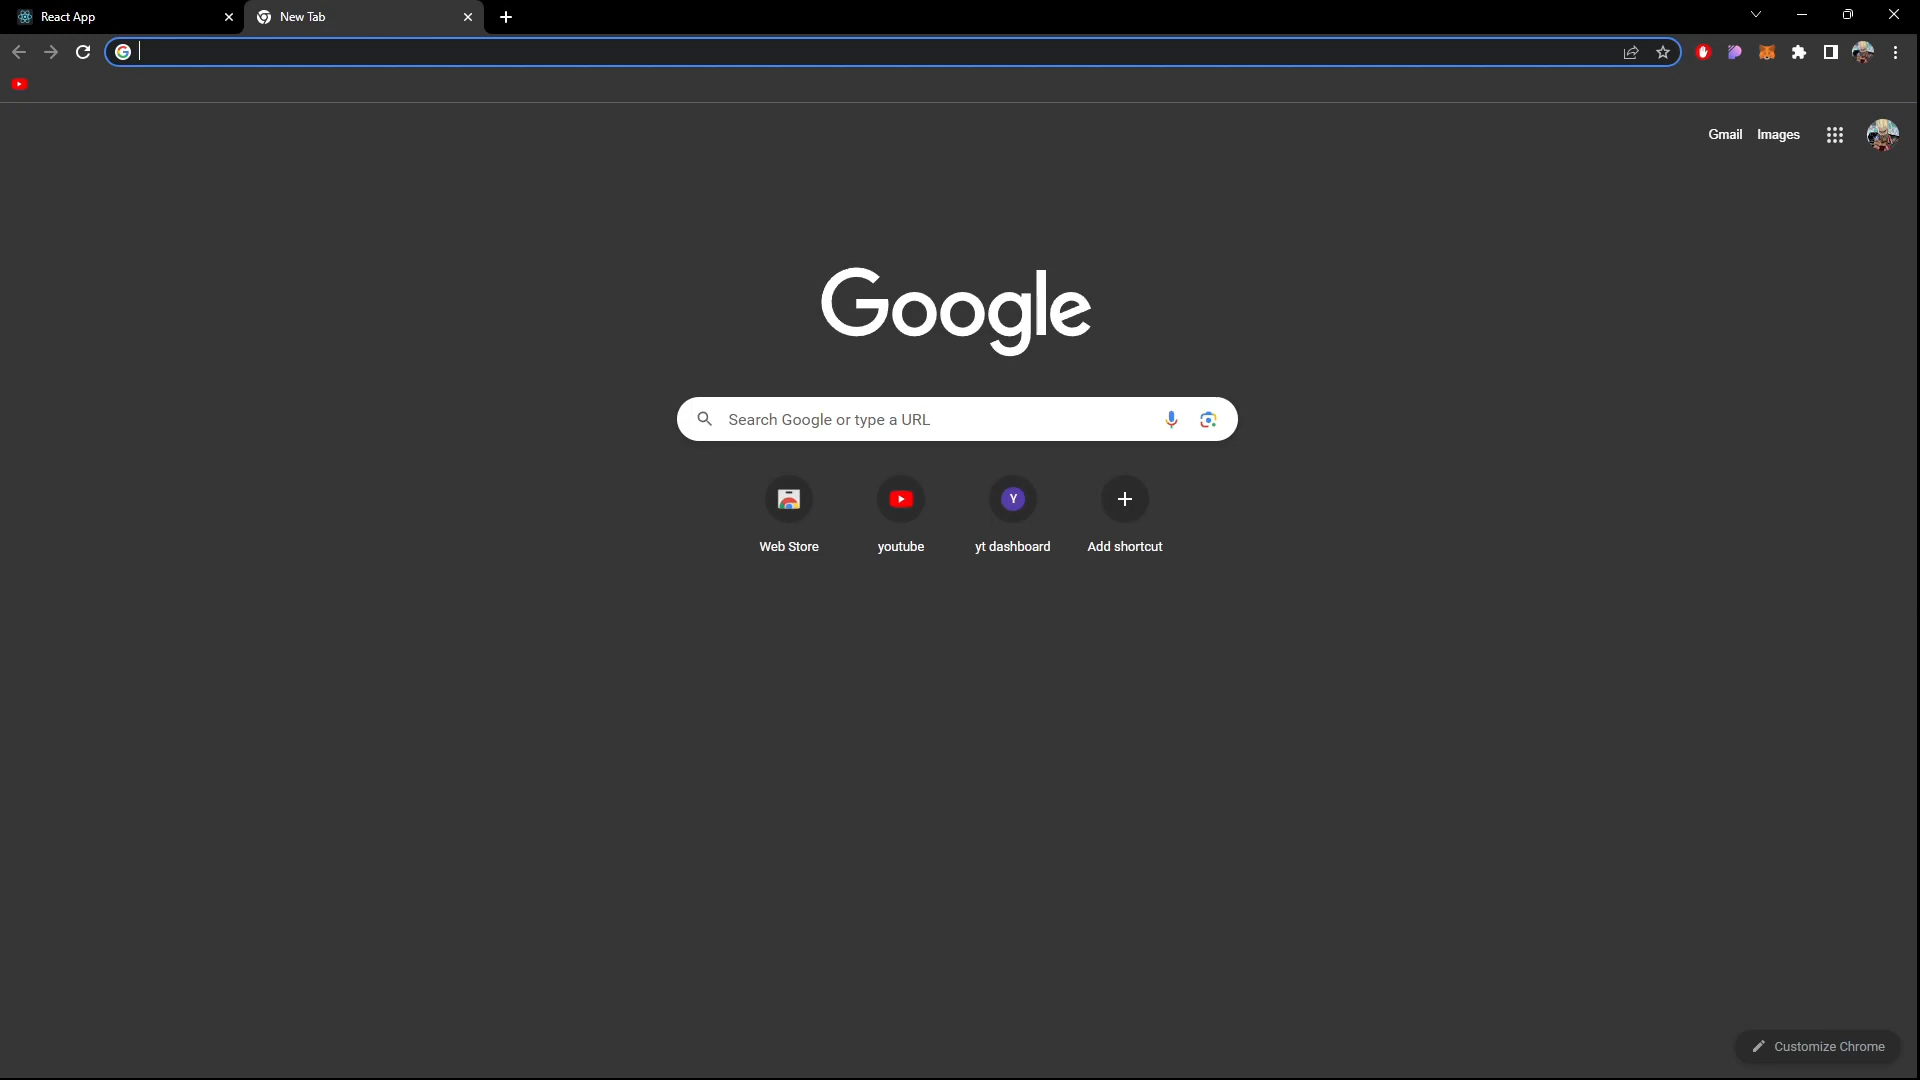 React App
New Tab
Gmail Images
Google
Search Google or type a URL
Y
Web Store youtube yt dashboard Add shortcut
Customize Chrome